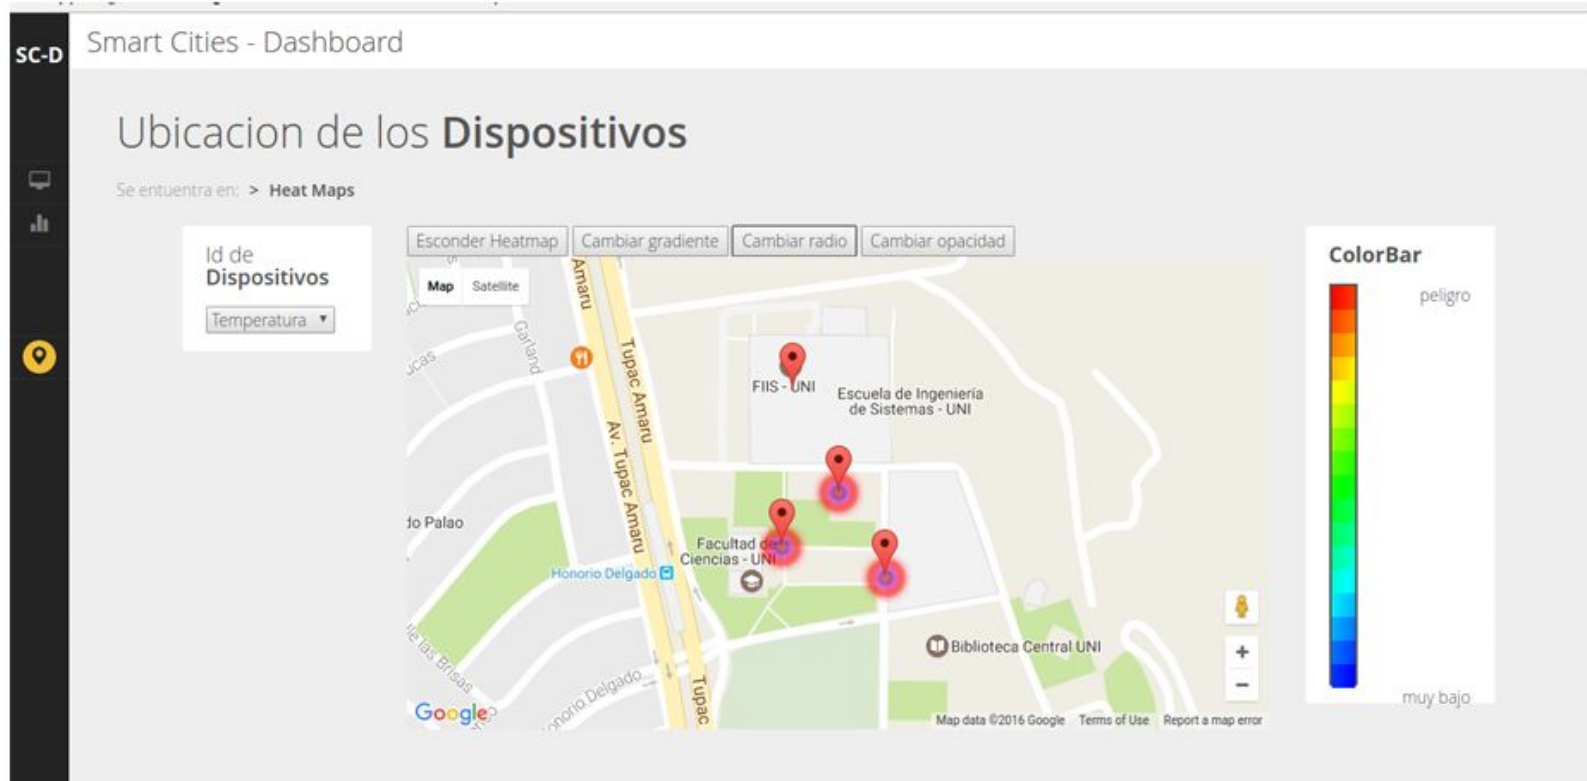 SC-D
Smart Cities - Dashboard
Ubicacion de los Dispositivos
Se entuentra en: > Heat Maps
Id de
Dispositivos
Temperatura
Esconder Heatmap
Cambiar gradiente
Cambiar radio
Cambiar opacidad
Map
Satellite
Amaru
Garland
Tupac Amaru
Av. Tupac Amaru
FIIS - UNI
Escuela de Ingeniería
de Sistemas - UNI
do Palao
Facultad de
Ciencias - UNI
Honorio Delgado
Biblioteca Central UNI
las Brisas
onorio Delgado
Tupac
Google
Map data ©2016 Google
Terms of Use
Report a map error
+
−
ColorBar
peligro
muy bajo